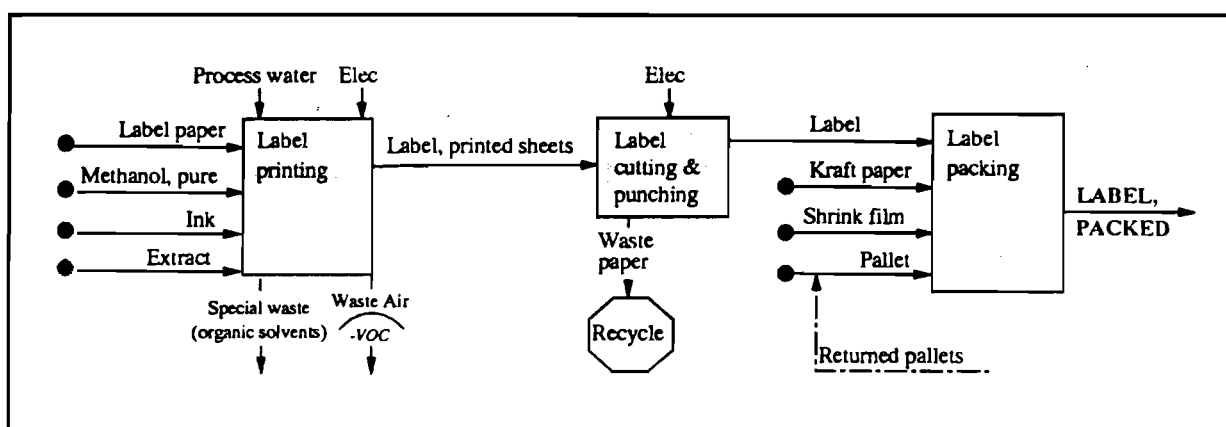 Process water
Elec
Elec
Label paper
Methanol, pure
Ink
Extract
Label
printing
Label, printed sheets
Label
cutting &
punching
Label
Kraft paper
Shrink film
Pallet
Label
packing
LABEL,
PACKED
Special waste
(organic solvents)
Waste Air
-VOC
Waste
paper
Recycle
Returned pallets